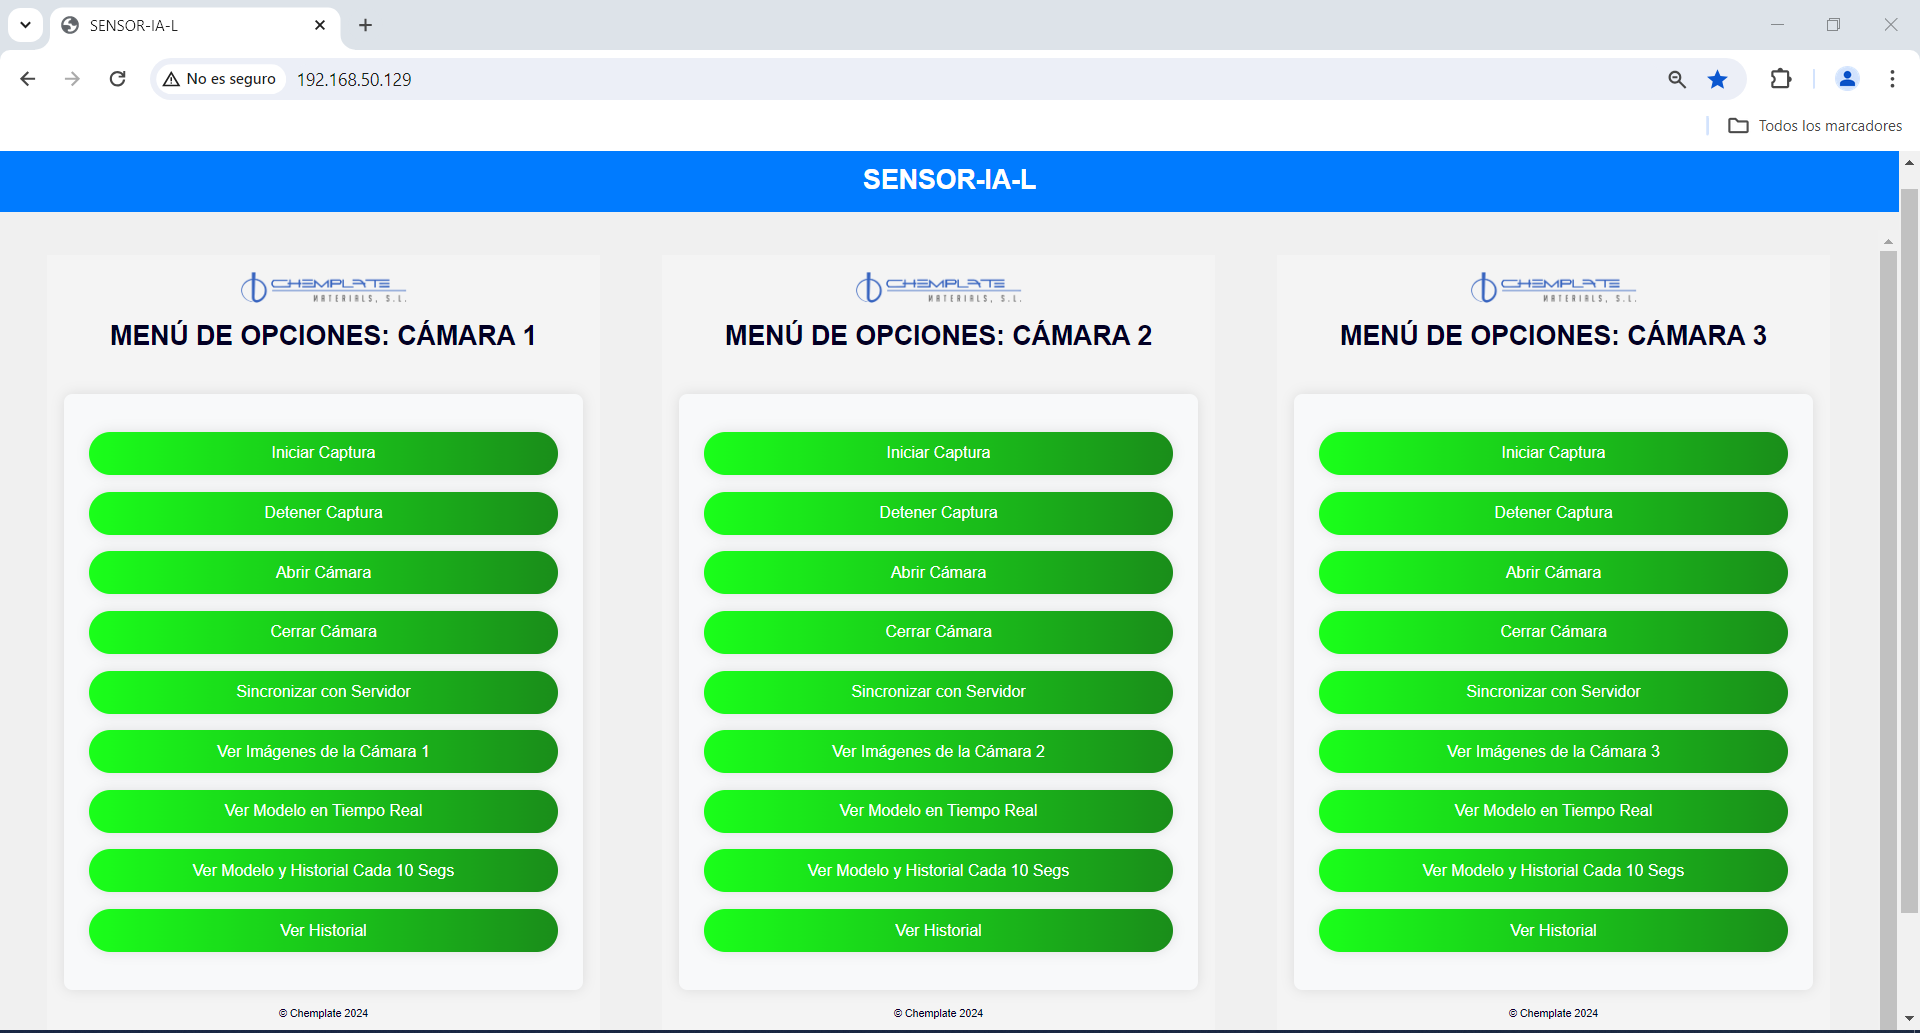 SENSOR-IA-L
No es seguro
192.168.50.129
Todos los marcadores
SENSOR-IA-L
CHEMPLATE
MATERIALS, S.L.
MENÚ DE OPCIONES: CÁMARA 1
Iniciar Captura
Detener Captura
Abrir Cámara
Cerrar Cámara
Sincronizar con Servidor
Ver Imágenes de la Cámara 1
Ver Modelo en Tiempo Real
Ver Modelo y Historial Cada 10 Segs
Ver Historial
© Chemplate 2024
CHEMPLATE
MATERIALS, S.L.
MENÚ DE OPCIONES: CÁMARA 2
Iniciar Captura
Detener Captura
Abrir Cámara
Cerrar Cámara
Sincronizar con Servidor
Ver Imágenes de la Cámara 2
Ver Modelo en Tiempo Real
Ver Modelo y Historial Cada 10 Segs
Ver Historial
© Chemplate 2024
CHEMPLATE
MATERIALS, S.L.
MENÚ DE OPCIONES: CÁMARA 3
Iniciar Captura
Detener Captura
Abrir Cámara
Cerrar Cámara
Sincronizar con Servidor
Ver Imágenes de la Cámara 3
Ver Modelo en Tiempo Real
Ver Modelo y Historial Cada 10 Segs
Ver Historial
© Chemplate 2024